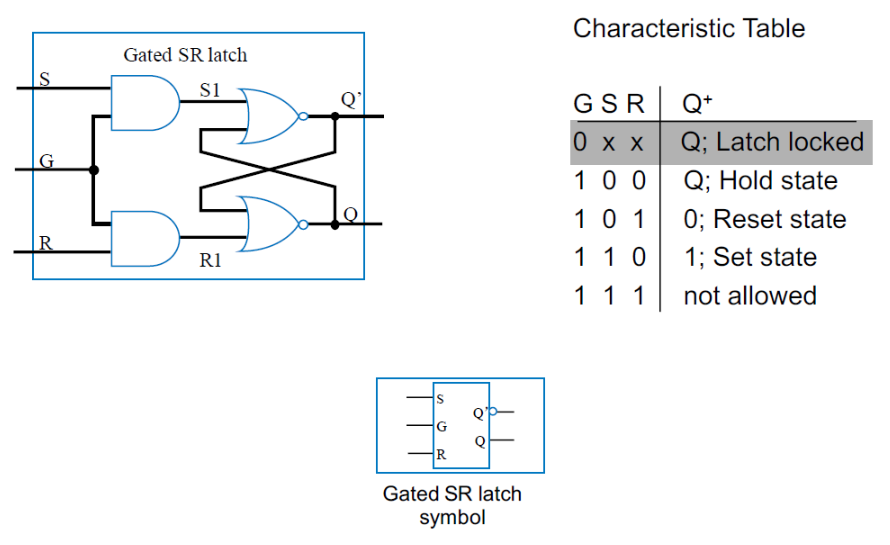 Characteristic Table
Gated SR latch
S
S1
Q’
G
Q
R
R1
G S R Q+
0 x x Q; Latch locked
1 0 0 Q; Hold state
1 0 1 0; Reset state
1 1 0 1; Set state
1 1 1 not allowed
S
Q’
G
Q
R
Gated SR latch
symbol